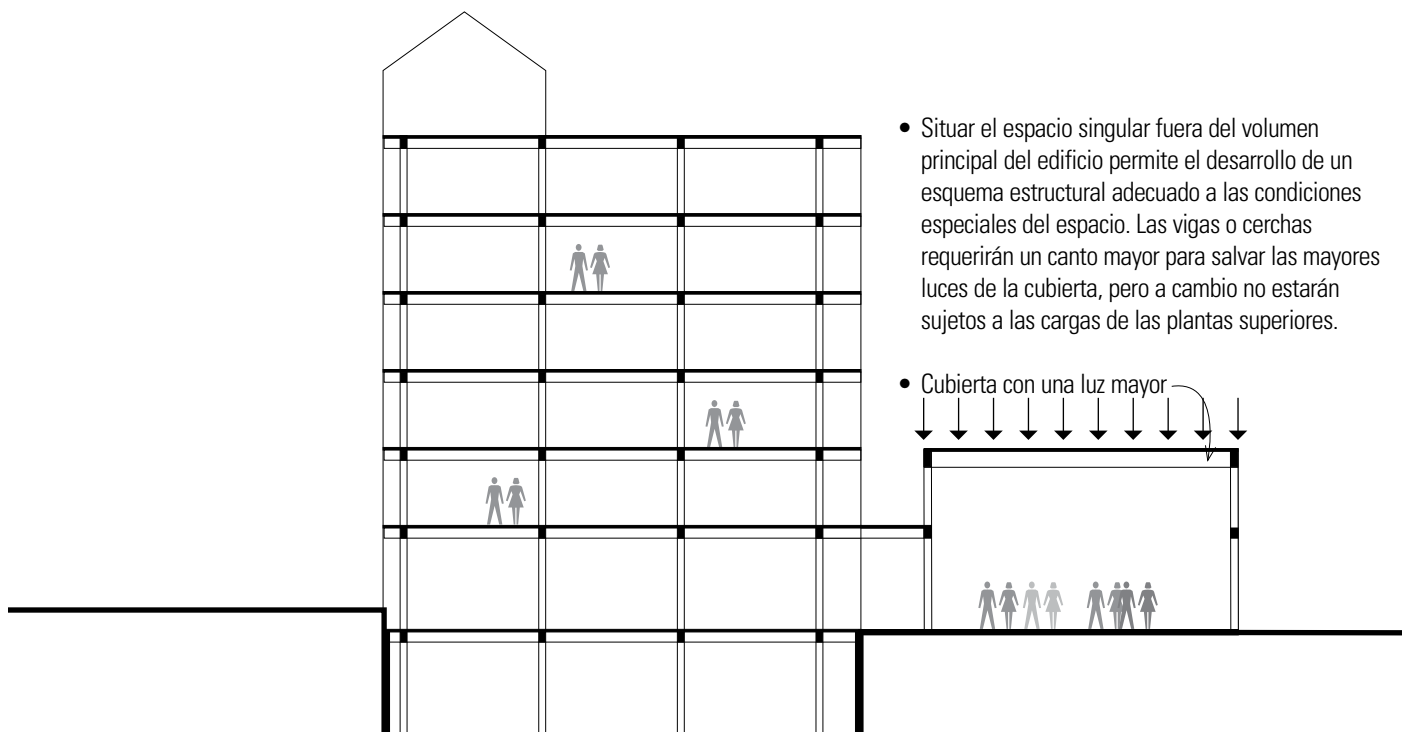 • Situar el espacio singular fuera del volumen
principal del edificio permite el desarrollo de un
esquema estructural adecuado a las condiciones
especiales del espacio. Las vigas o cerchas
requerirán un canto mayor para salvar las mayores
luces de la cubierta, pero a cambio no estarán
sujetos a las cargas de las plantas superiores.
• Cubierta con una luz mayor